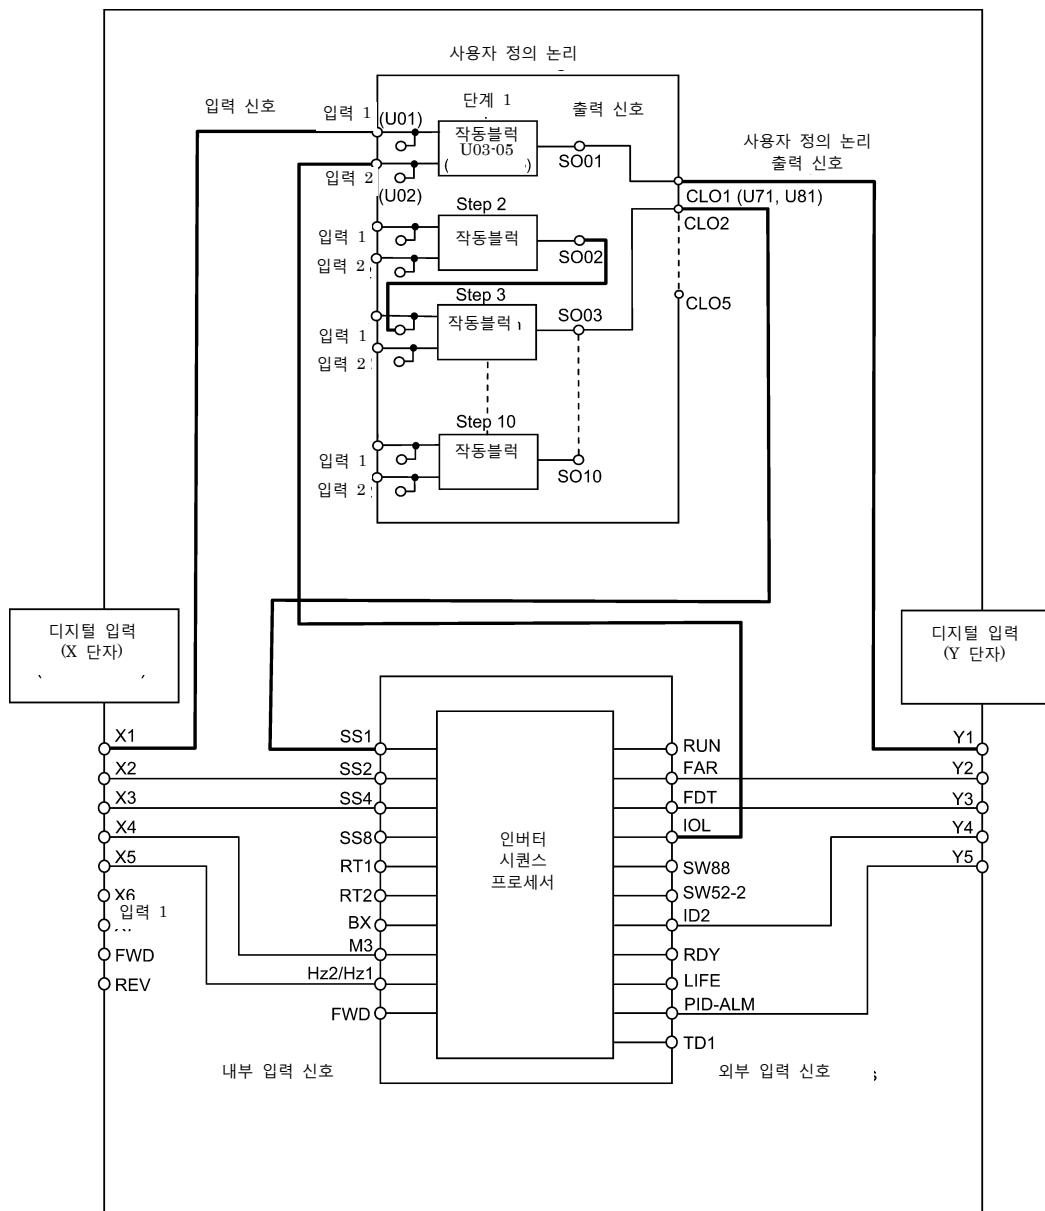 사용자 정의 논리
입력 신호
입력 1
(U01)
단계 1
출력 신호
작동블럭
U03-05
( )
SO01
입력 2
(U02)
사용자 정의 논리
출력 신호
CLO1 (U71, U81)
CLO2
CLO5
Step 2
입력 1
작동블럭
입력 2
SO02
Step 3
입력 1
작동블럭
SO03
입력 2
Step 10
입력 1
작동블럭
입력 2
SO10
디지털 입력
(X 단자)
디지털 입력
(Y 단자)
X1
X2
X3
X4
X5
X6
입력 1
FWD
REV
SS1
SS2
SS4
SS8
RT1
RT2
BX
M3
Hz2/Hz1
FWD
인버터
시퀀스
프로세서
RUN
FAR
FDT
IOL
SW88
SW52-2
ID2
RDY
LIFE
PID-ALM
TD1
Y1
Y2
Y3
Y4
Y5
내부 입력 신호
외부 입력 신호